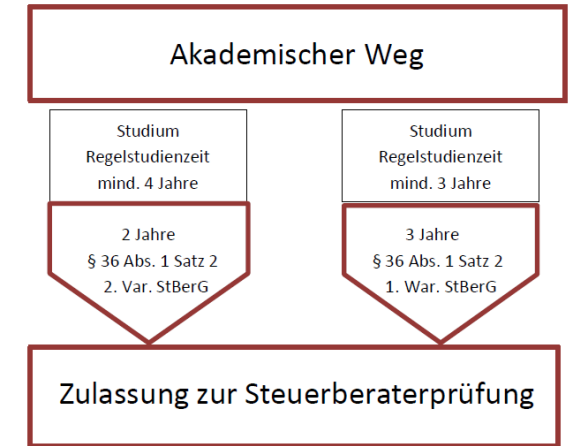 Akademischer Weg
Studium
Regelstudienzeit
mind. 4 Jahre
2 Jahre
§ 36 Abs. 1 Satz 2
2. Var. StBerG
Studium
Regelstudienzeit
mind. 3 Jahre
3 Jahre
§ 36 Abs. 1 Satz 2
1. War. StBerG
Zulassung zur Steuerberaterprüfung